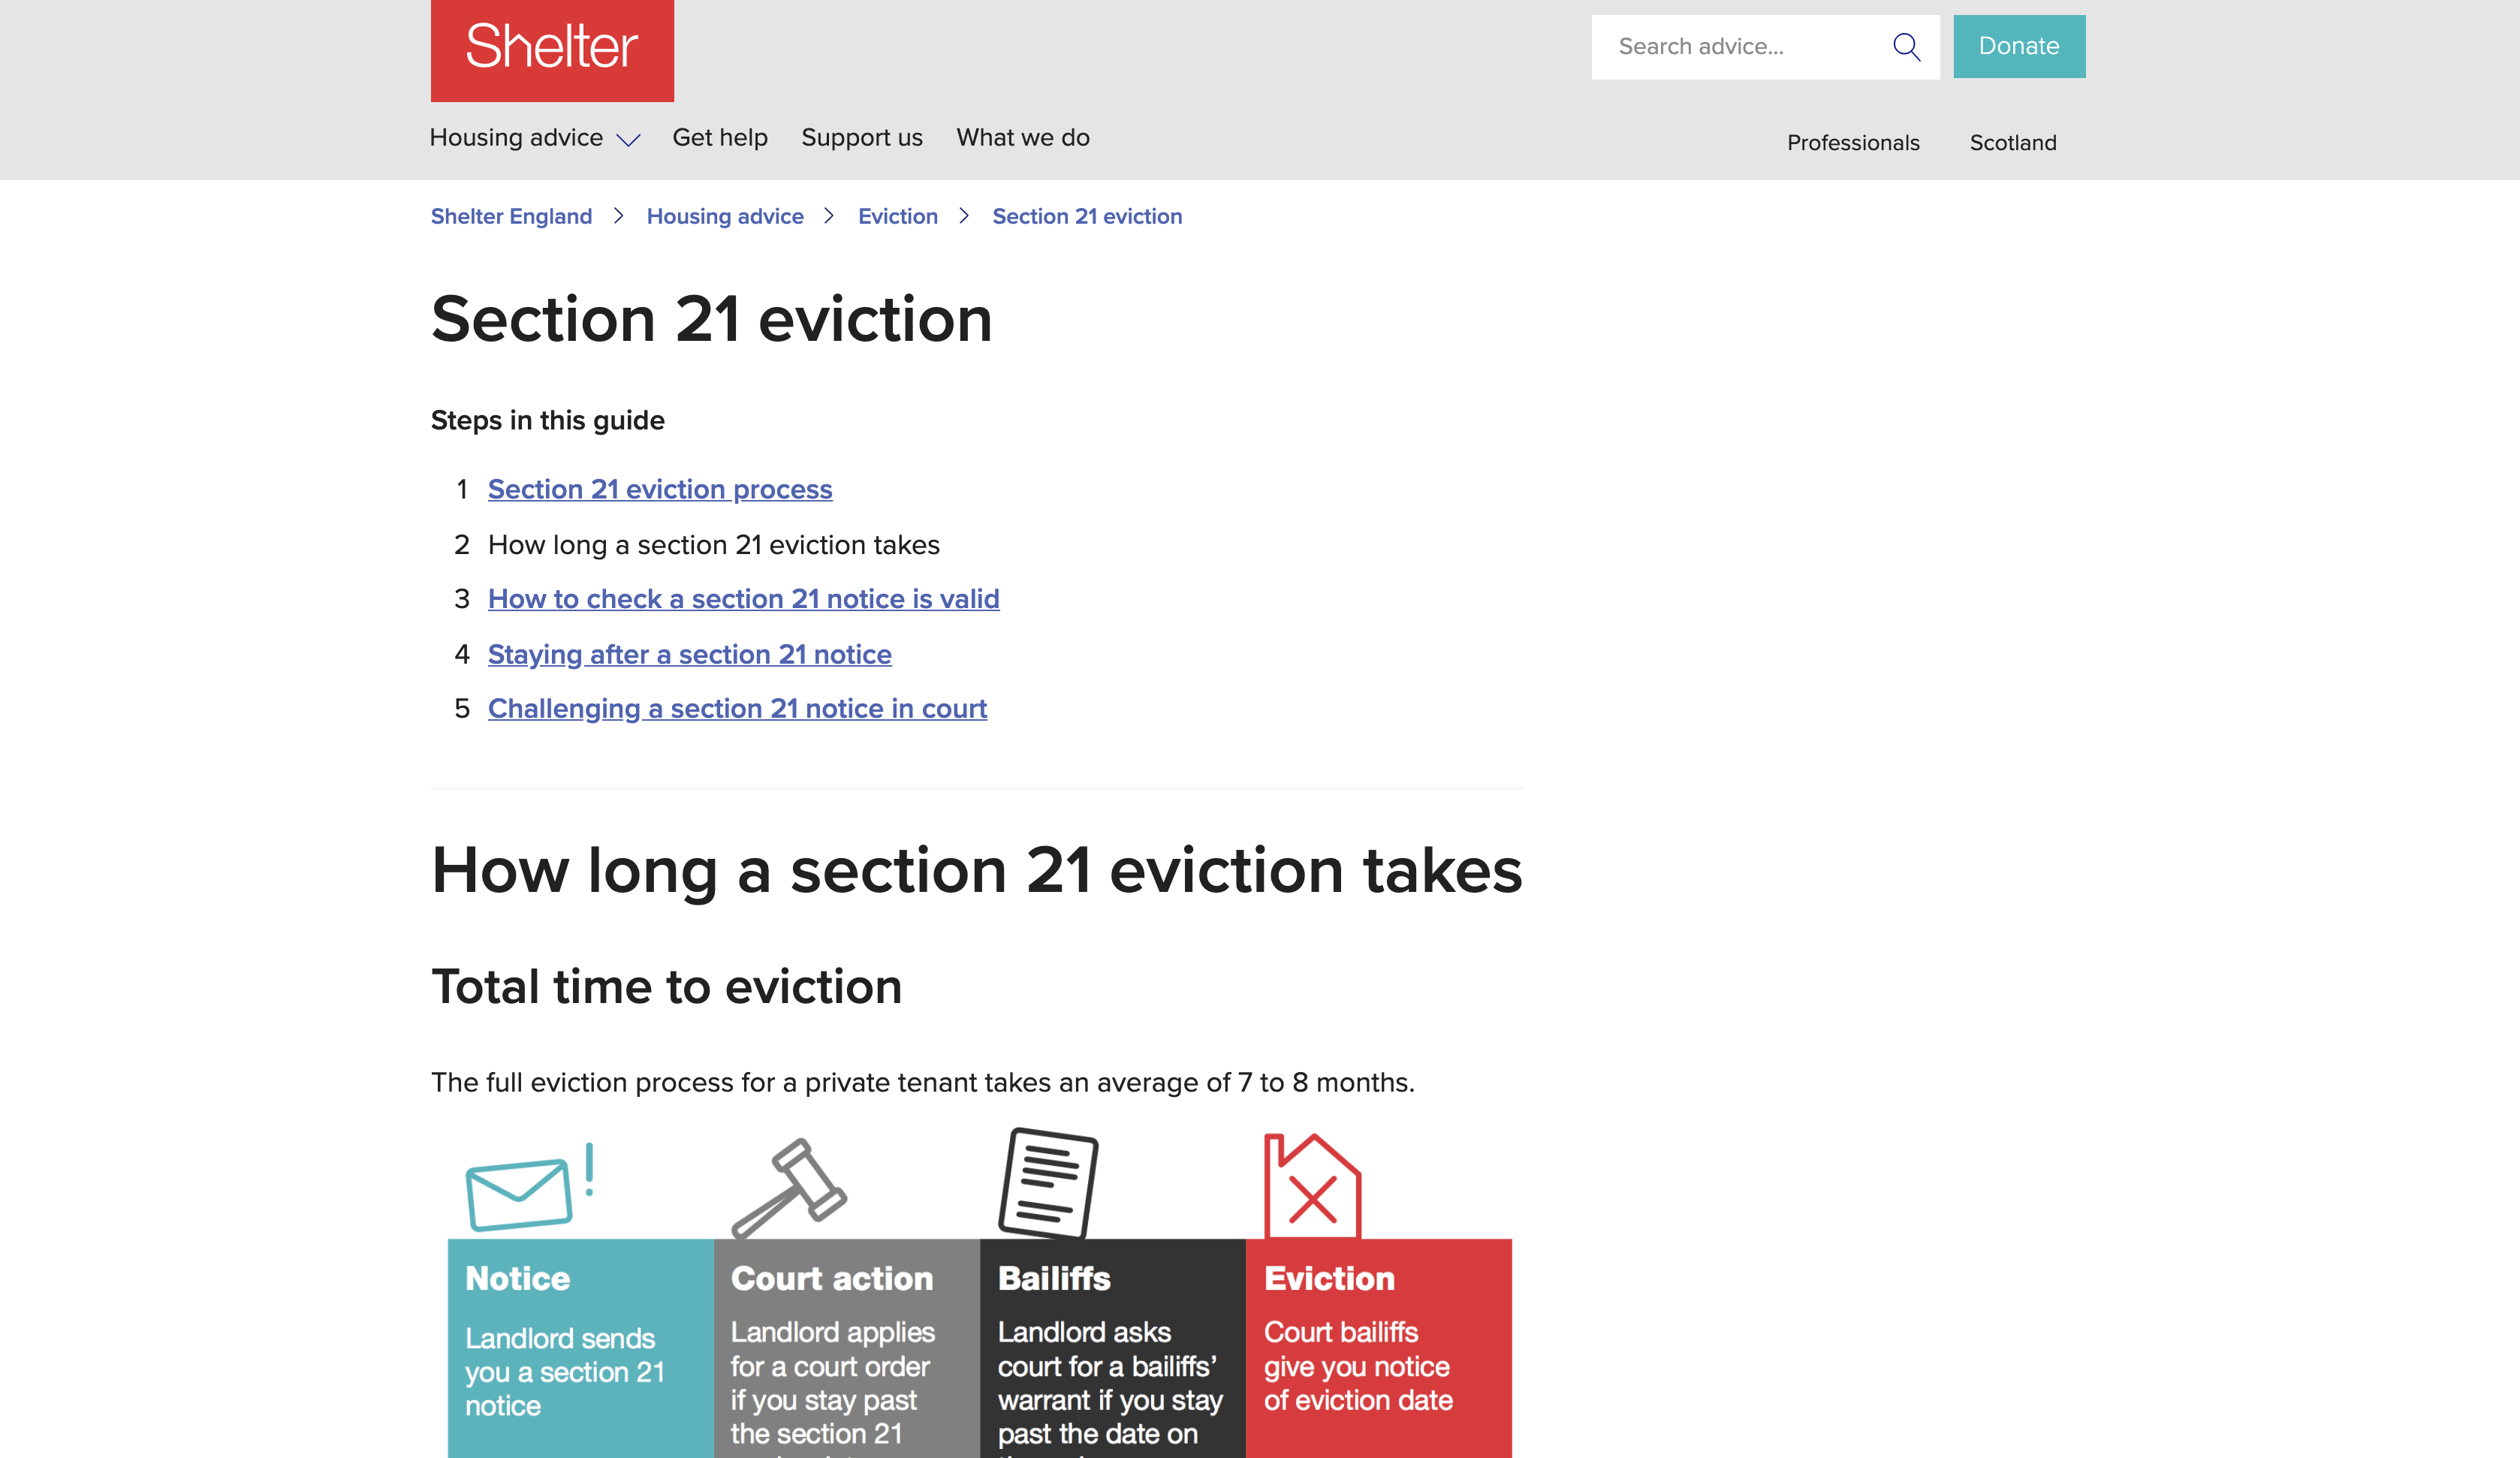 Shelter
Search advice...
Donate
Housing advice
Get help
Support us
What we do
Professionals
Scotland
Shelter England > Housing advice > Eviction > Section 21 eviction
Section 21 eviction
Steps in this guide
1 Section 21 eviction process
2 How long a section 21 eviction takes
3 How to check a section 21 notice is valid
4 Staying after a section 21 notice
5 Challenging a section 21 notice in court
How long a section 21 eviction takes
Total time to eviction
The full eviction process for a private tenant takes an average of 7 to 8 months.
Notice
Landlord sends
you a section 21
notice
Court action
Landlord applies
for a court order
if you stay past
the section 21
Bailiffs
Landlord asks
court for a bailiffs’
warrant if you stay
past the date on
Eviction
Court bailiffs
give you notice
of eviction date